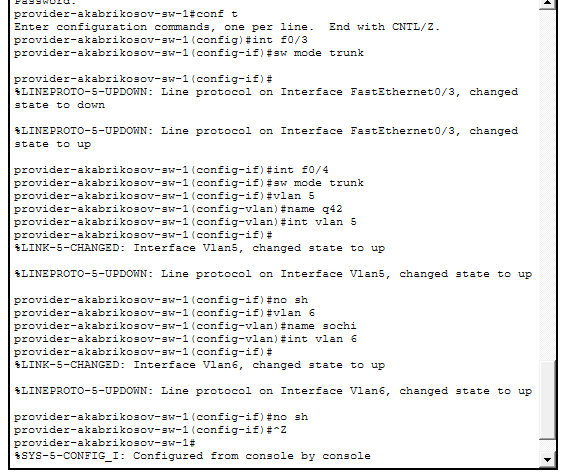 Password:
provider-akabrikosov-sw-1#conf t
Enter configuration commands, one per line.  End with CNTL/Z.
provider-akabrikosov-sw-1(config)#int f0/3
provider-akabrikosov-sw-1(config-if)#sw mode trunk
provider-akabrikosov-sw-1(config-if)#
%LINEPROTO-5-UPDOWN: Line protocol on Interface FastEthernet0/3, changed
state to down
%LINEPROTO-5-UPDOWN: Line protocol on Interface FastEthernet0/3, changed
state to up
provider-akabrikosov-sw-1(config-if)#int f0/4
provider-akabrikosov-sw-1(config-if)#sw mode trunk
provider-akabrikosov-sw-1(config-if)#vlan 5
provider-akabrikosov-sw-1(config-vlan)#name q42
provider-akabrikosov-sw-1(config-vlan)#int vlan 5
provider-akabrikosov-sw-1(config-if)#
%LINK-5-CHANGED: Interface Vlan5, changed state to up
%LINEPROTO-5-UPDOWN: Line protocol on Interface Vlan5, changed state to up
provider-akabrikosov-sw-1(config-if)#no sh
provider-akabrikosov-sw-1(config-if)#vlan 6
provider-akabrikosov-sw-1(config-vlan)#name sochi
provider-akabrikosov-sw-1(config-vlan)#int vlan 6
provider-akabrikosov-sw-1(config-if)#
%LINK-5-CHANGED: Interface Vlan6, changed state to up
%LINEPROTO-5-UPDOWN: Line protocol on Interface Vlan6, changed state to up
provider-akabrikosov-sw-1(config-if)#no sh
provider-akabrikosov-sw-1(config-if)#^Z
provider-akabrikosov-sw-1#
%SYS-5-CONFIG_I: Configured from console by console